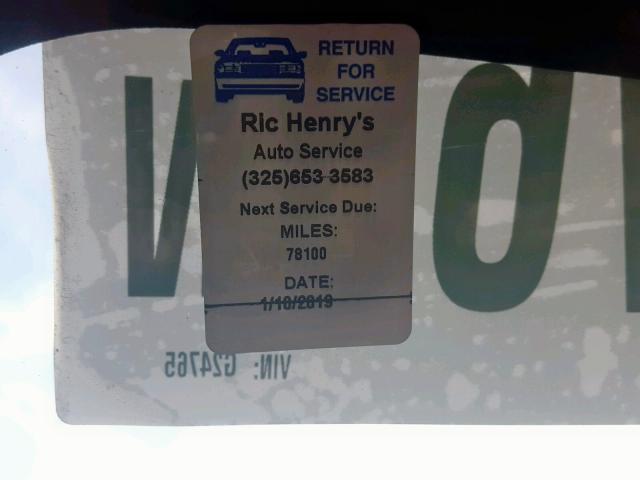 RETURN
FOR
SERVICE
Ric Henry's
Auto Service
(325)653 3583
Next Service Due:
MILES:
78100
DATE:
1/10/2019
VIN: G24765